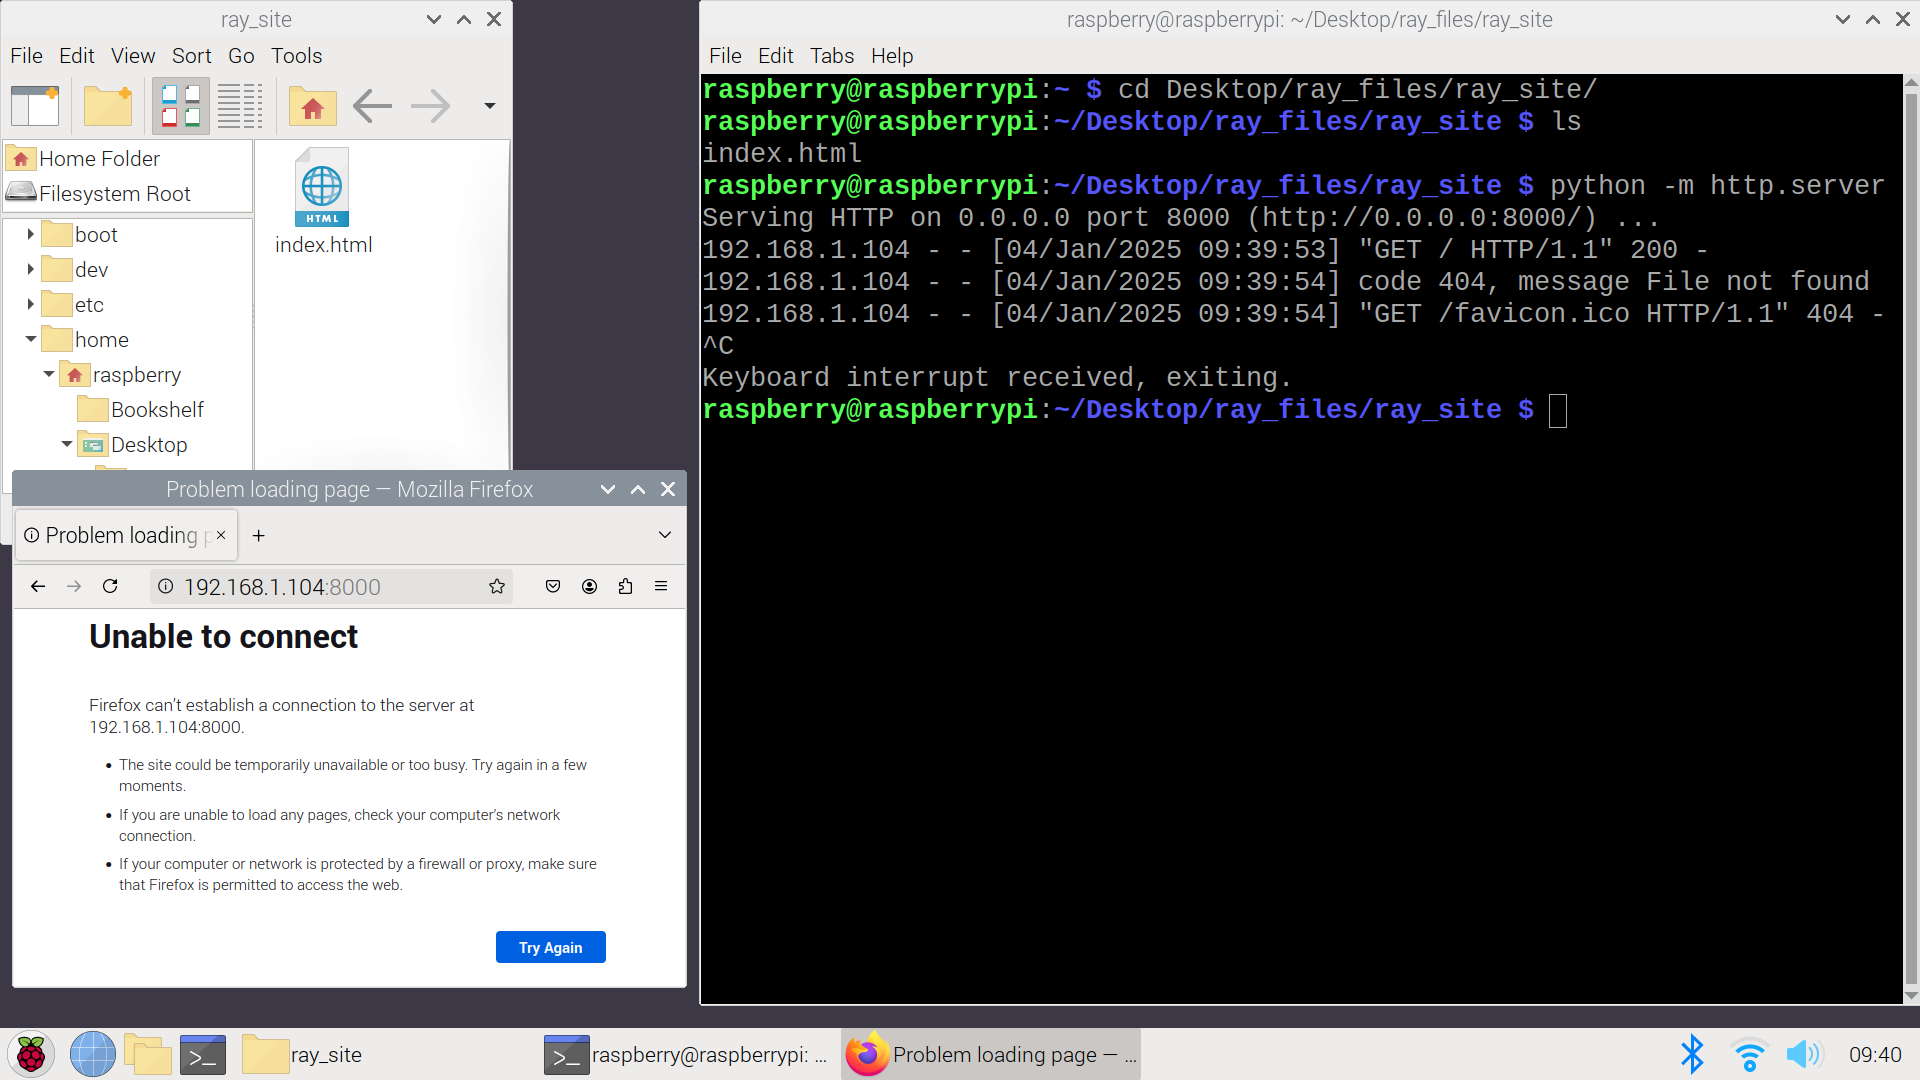 ray_site
File Edit View Sort Go Tools
Home Folder
Filesystem Root
boot
dev
etc
home
raspberry
Bookshelf
Desktop
HTML
index.html
Problem loading page — Mozilla Firefox
Problem loading p
192.168.1.104:8000
Unable to connect
Firefox can’t establish a connection to the server at
192.168.1.104:8000.
The site could be temporarily unavailable or too busy. Try again in a few
moments.
If you are unable to load any pages, check your computer’s network
connection.
If your computer or network is protected by a firewall or proxy, make sure
that Firefox is permitted to access the web.
Try Again
raspberry@raspberrypi: ~/Desktop/ray_files/ray_site
File Edit Tabs Help
raspberry@raspberrypi:~ $ cd Desktop/ray_files/ray_site/
raspberry@raspberrypi:~/Desktop/ray_files/ray_site $ ls
index.html
raspberry@raspberrypi:~/Desktop/ray_files/ray_site $ python -m http.server
Serving HTTP on 0.0.0.0 port 8000 (http://0.0.0.0:8000/) ...
192.168.1.104 - - [04/Jan/2025 09:39:53] "GET / HTTP/1.1" 200 -
192.168.1.104 - - [04/Jan/2025 09:39:54] code 404, message File not found
192.168.1.104 - - [04/Jan/2025 09:39:54] "GET /favicon.ico HTTP/1.1" 404 -
^C
Keyboard interrupt received, exiting.
raspberry@raspberrypi:~/Desktop/ray_files/ray_site $
ray_site
raspberry@raspberrypi: ...
Problem loading page — ...
09:40